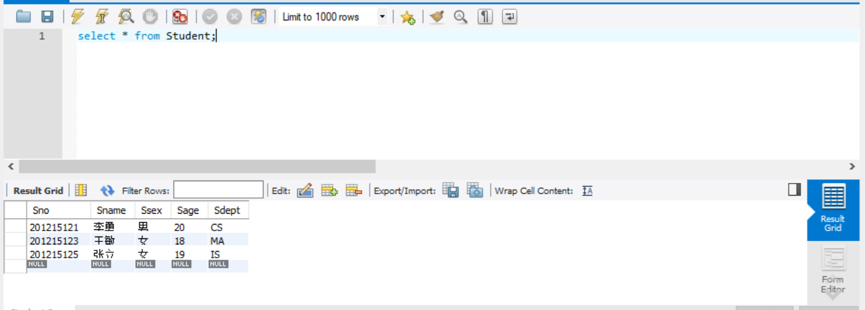 Limit to 1000 rows
1 select * from Student;
Result Grid Filter Rows: Edit: Export/Import: Wrap Cell Content: IA
Result
Grid
Form
Editor
Sno Sname Ssex Sage Sdept
201215121 李勇 男 20 CS
201215123 王敏 女 18 MA
201215125 张立 女 19 IS
NULL NULL NULL NULL NULL